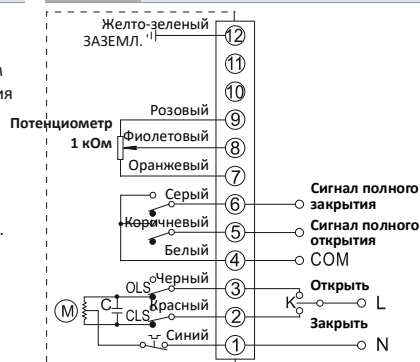 Желто-зеленый
ЗАЗЕМЛ.
12
11
10
Розовый
9
Потенциометр
1 кОм
Фиолетовый
8
Оранжевый
7
Серый
6
Сигнал полного
закрытия
Коричневый
5
Сигнал полного
открытия
Белый
4
COM
Черный
OLS
3
Открыть
M
C
K
L
CLS
Красный
2
Закрыть
Синий
1
N
м
ия
.